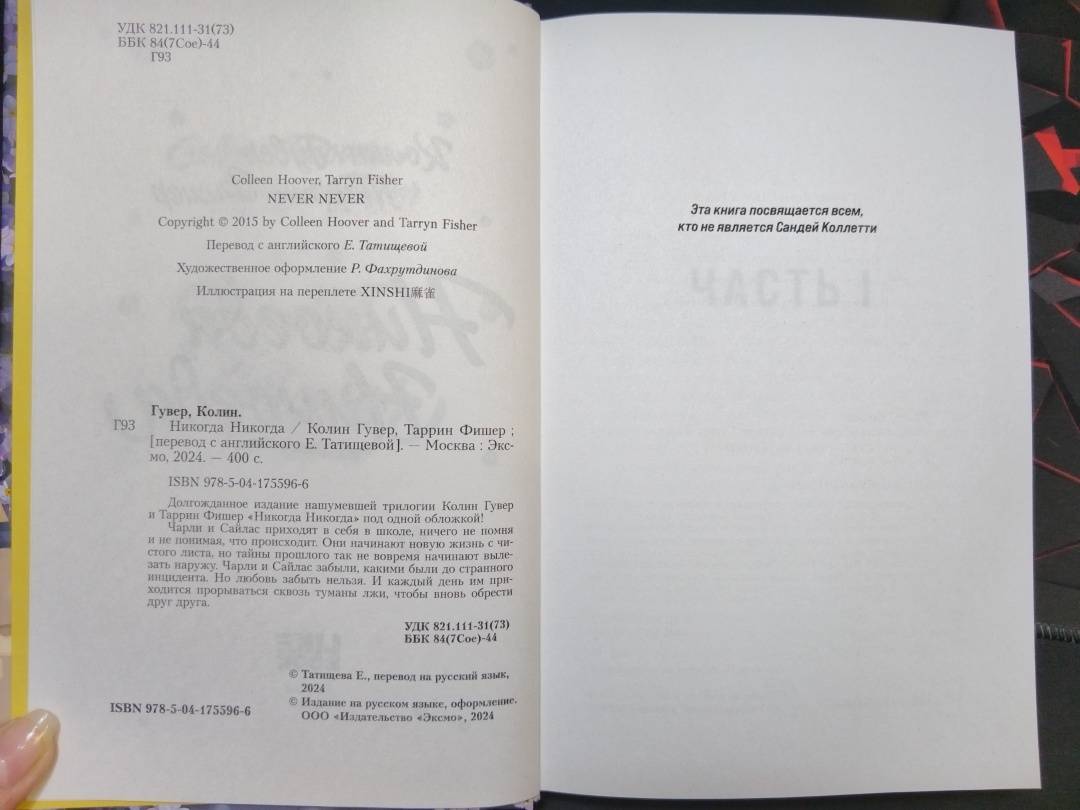 УДК 821.111-31(73)
ББК 84(7Сое)-44
Г93
Colleen Hoover, Tarryn Fisher
NEVER NEVER
Copyright © 2015 by Colleen Hoover and Tarryn Fisher
Перевод с английского Е. Татищевой
Художественное оформление Р. Фахрутдинова
Иллюстрация на переплете XINSHI麻雀
Гувер, Колин.
Г93 Никогда Никогда / Колин Гувер, Таррин Фишер ;
[перевод с английского Е. Татищевой]. — Москва : Экс-
мо, 2024. — 400 с.
ISBN 978-5-04-175596-6
Долгожданное издание нашумевшей трилогии Колин Гувер
и Таррин Фишер «Никогда Никогда» под одной обложкой!
Чарли и Сайлас приходят в себя в школе, ничего не помня
и не понимая, что происходит. Они начинают новую жизнь с чи-
стого листа, но тайны прошлого так не вовремя начинают выле-
зать наружу. Чарли и Сайлас забыли, какими были до странного
инцидента. Но любовь забыть нельзя. И каждый день им при-
ходится прорываться сквозь туманы лжи, чтобы вновь обрести
друг друга.
УДК 821.111-31(73)
ББК 84(7Сое)-44
© Татищева Е., перевод на русский язык,
2024
© Издание на русском языке, оформление.
ООО «Издательство «Эксмо», 2024
ISBN 978-5-04-175596-6
Эта книга посвящается всем,
кто не является Сандей Коллетти
ЧАСТЬ I